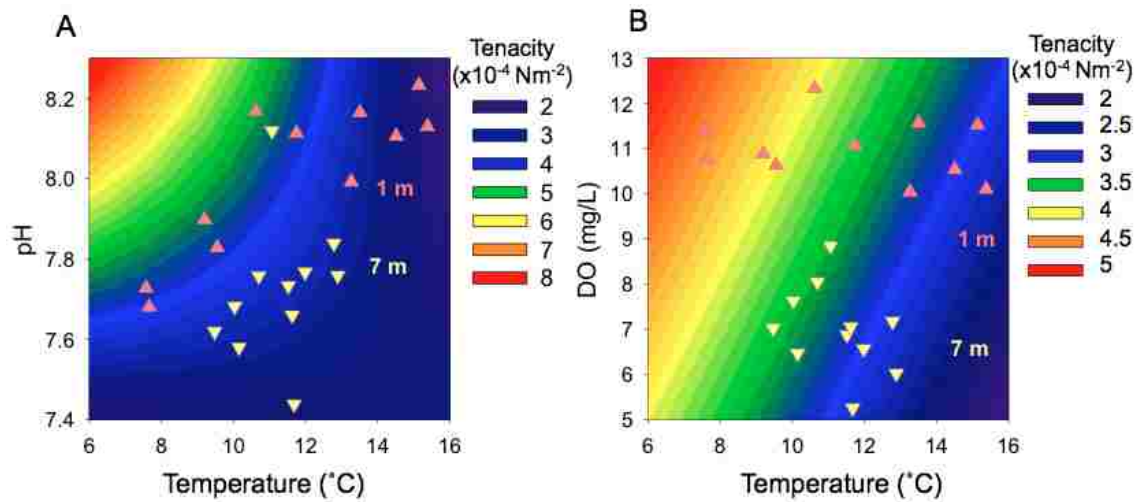 A
Tenacity
(x10-4 Nm-2)
2
3
4
5
6
7
8
8.2
8.0
7.8
7.6
7.4
pH
1 m
7 m
6
8
10
12
14
16
Temperature (˚C)
B
Tenacity
(x10-4 Nm-2)
2
2.5
3
3.5
4
4.5
5
13
12
11
10
9
8
7
6
5
DO (mg/L)
1 m
7 m
6
8
10
12
14
16
Temperature (˚C)